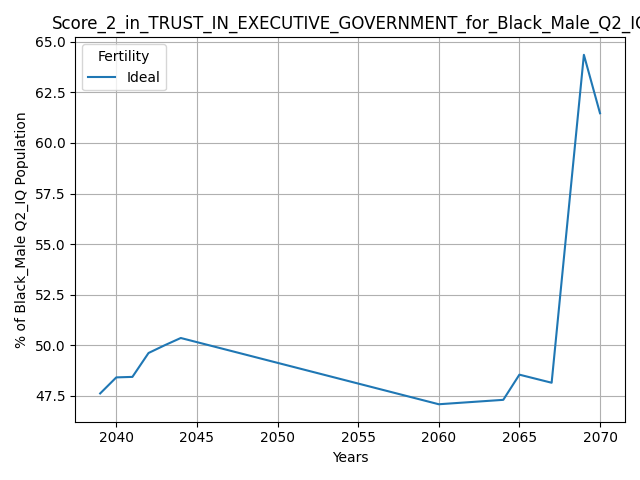 Score_2_in_TRUST_IN_EXECUTIVE_GOVERNMENT_for_Black_Male_Q2_IQ
65.0
Fertility
Ideal
62.5
60.0
57.5
55.0
52.5
50.0
47.5
% of Black_Male Q2_IQ Population
2040 2045 2050 2055 2060 2065 2070
Years